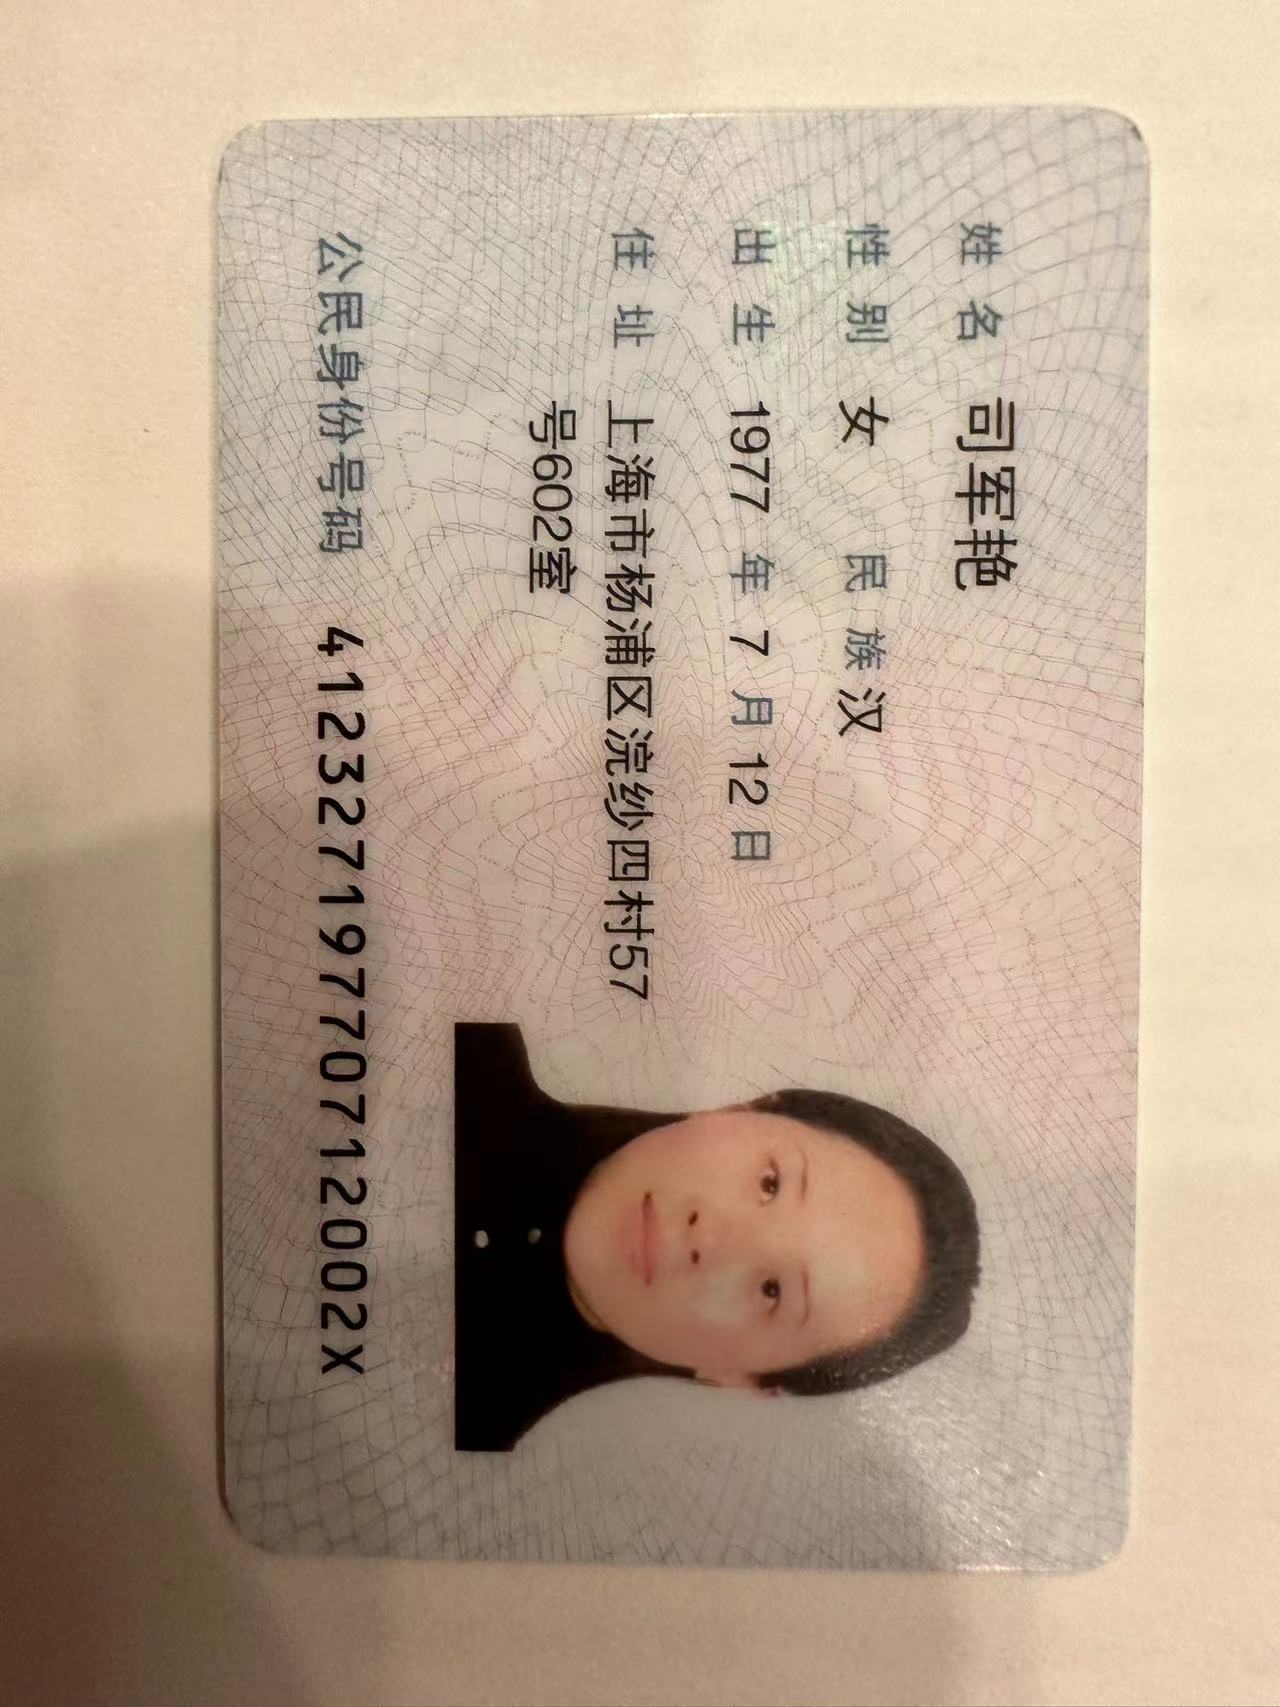 姓名 司军艳
性别 女 民族 汉
出生 1977 年 7 月 12 日
住址 上海市杨浦区浣纱四村57
号602室
公民身份号码 41232719770712002X